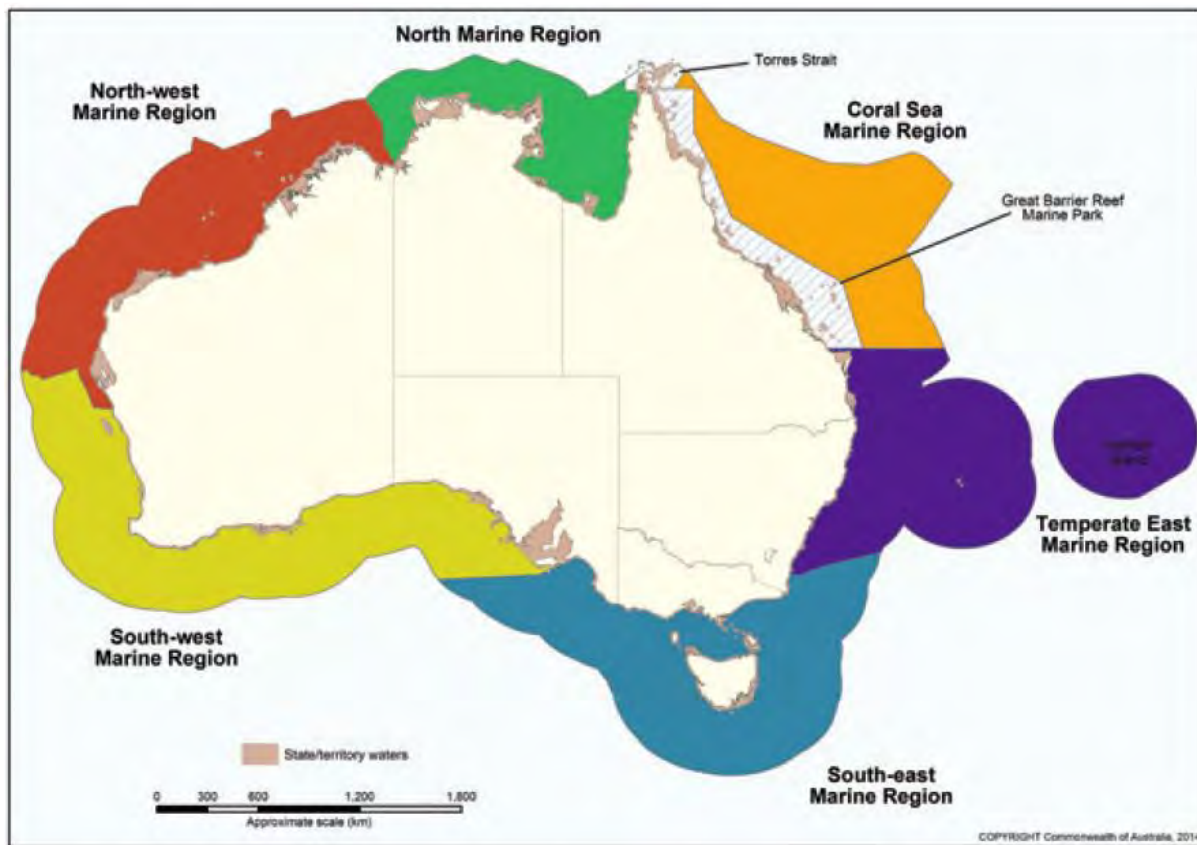 North Marine Region
Torres Strait
North-west
Marine Region
Coral Sea
Marine Region
Great Barrier Reef
Marine Park
Temperate East
Marine Region
South-west
Marine Region
State/territory waters
0 300 600 1,200 1,800
Approximate scale (km)
South-east
Marine Region
COPYRIGHT Commonwealth of Australia, 2014